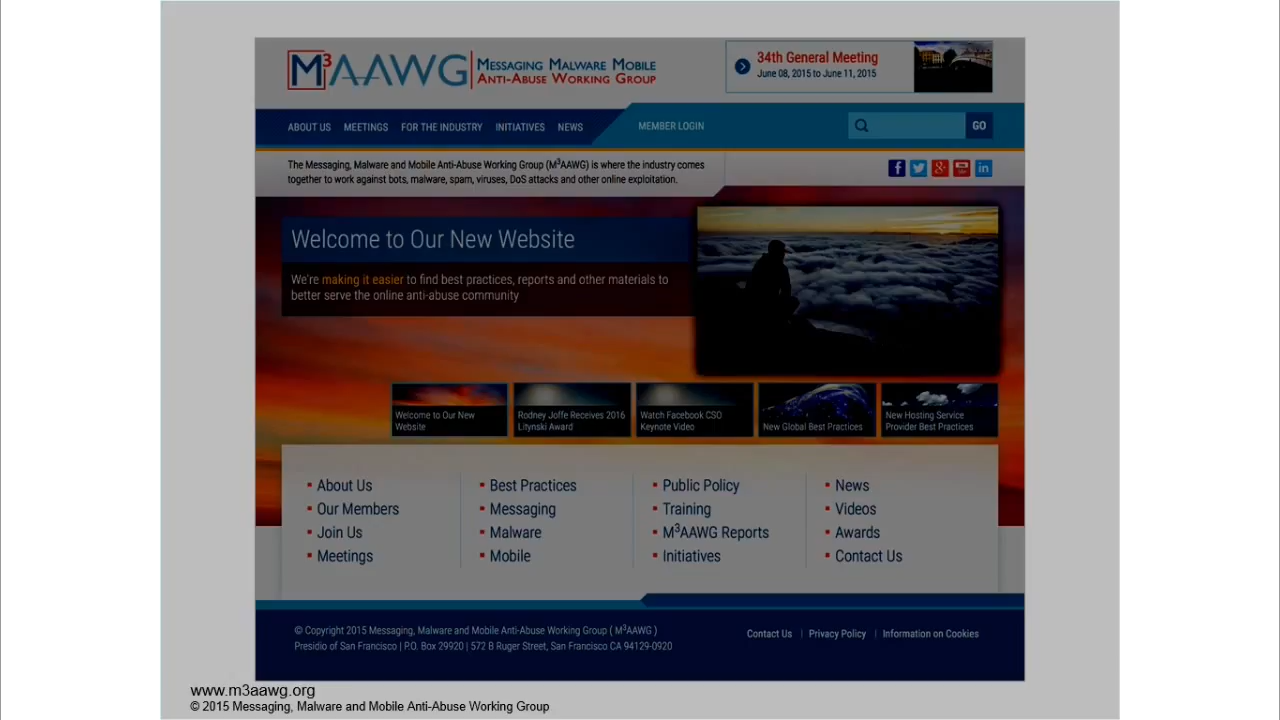 M3AAWG
MESSAGING MALWARE MOBILE
ANTI-ABUSE WORKING GROUP
34th General Meeting
June 08, 2015 to June 11, 2015
ABOUT US MEETINGS FOR THE INDUSTRY INITIATIVES NEWS MEMBER LOGIN GO
The Messaging, Malware and Mobile Anti-Abuse Working Group (M3AAWG) is where the industry comes
together to work against bots, malware, spam, viruses, DoS attacks and other online exploitation.
Welcome to Our New Website
We're making it easier to find best practices, reports and other materials to
better serve the online anti-abuse community
Welcome to Our New
Website
Rodney Joffe Receives 2016
Litynski Award
Watch Facebook CSO
Keynote Video
New Global Best Practices
New Hosting Service
Provider Best Practices
About Us
Our Members
Join Us
Meetings
Best Practices
Messaging
Malware
Mobile
Public Policy
Training
M3AAWG Reports
Initiatives
News
Videos
Awards
Contact Us
© Copyright 2015 Messaging, Malware and Mobile Anti-Abuse Working Group ( M3AAWG )
Presidio of San Francisco | P.O. Box 29920 | 572 B Ruger Street, San Francisco CA 94129-0920
Contact Us | Privacy Policy | Information on Cookies
www.m3aawg.org
© 2015 Messaging, Malware and Mobile Anti-Abuse Working Group